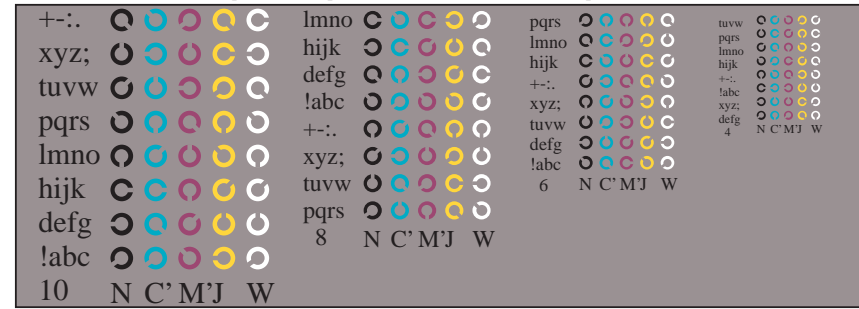 +-:.
xyz;
tuvw
pqrs
lmno
hijk
defg
!abc
10 N C' M'J W
lmno
hijk
defg
!abc
+-:.
xyz;
tuvw
pqrs
8 N C' M'J W
pqrs
lmno
hijk
+-:.
xyz;
tuvw
defg
!abc
6 N C' M'J W
tuvw
pqrs
lmno
hijk
+-:.
!abc
xyz;
defg
4 N C' M'J W